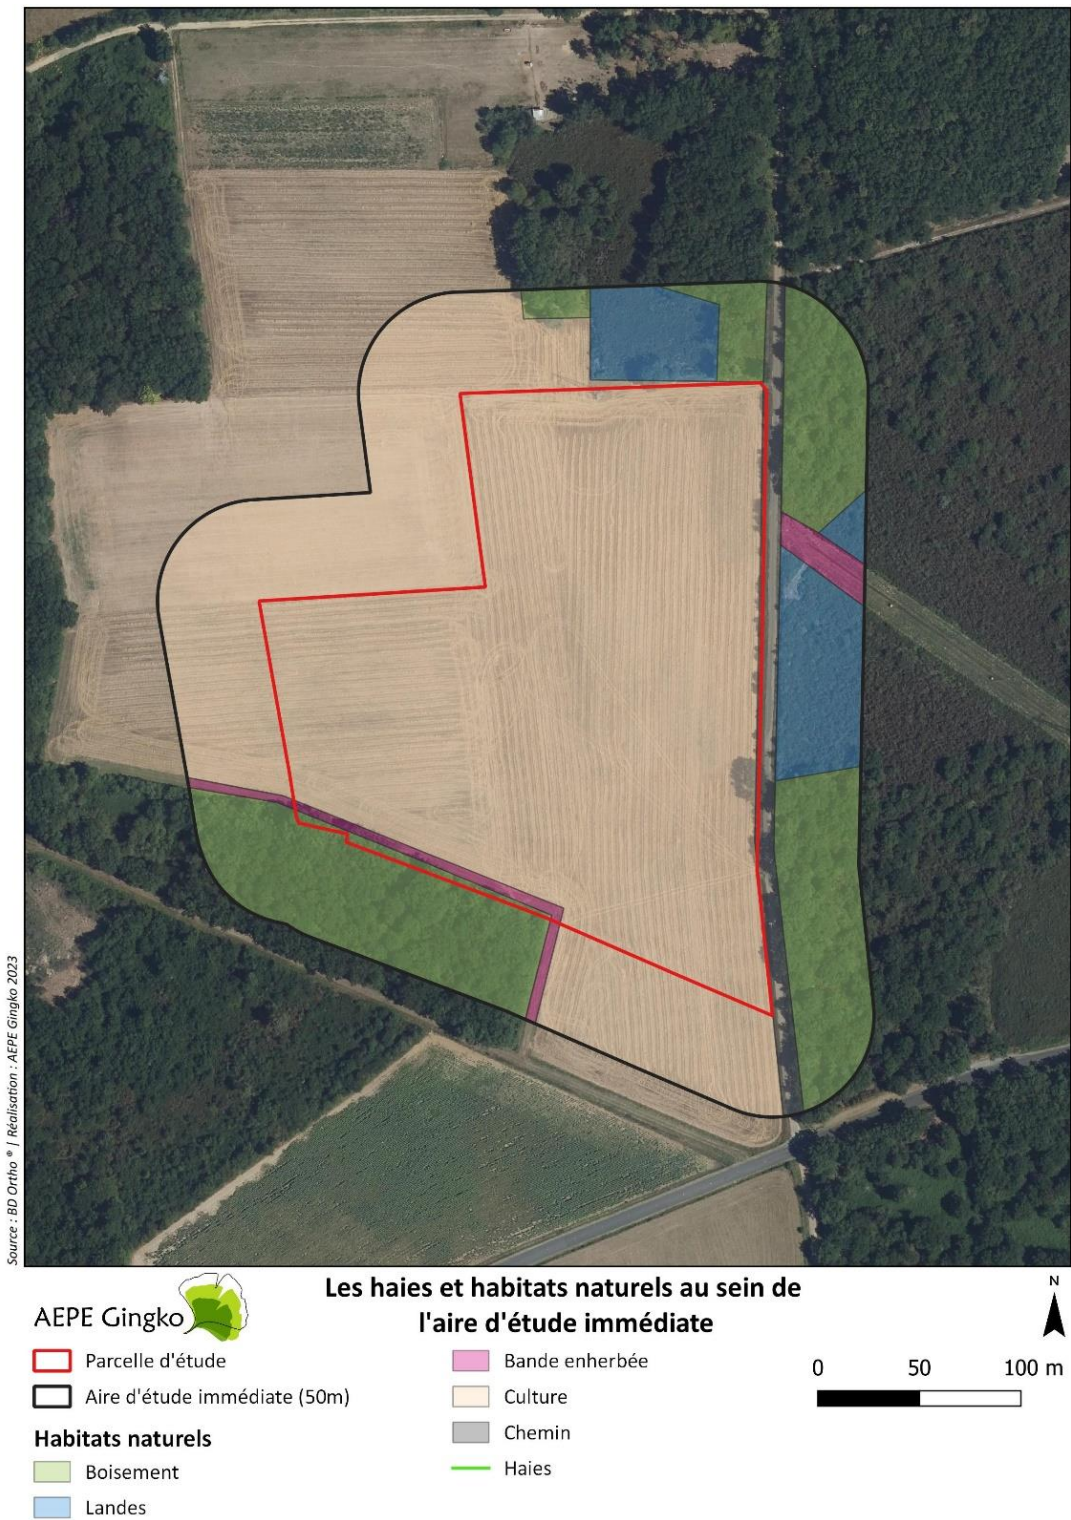 Source : BD Ortho ® | Réalisation : AEPE Gingko 2023
AEPE Gingko
Les haies et habitats naturels au sein de
l'aire d'étude immédiate
N
Parcelle d'étude
Aire d'étude immédiate (50m)
Habitats naturels
Boisement
Landes
Bande enherbée
Culture
Chemin
Haies
0 50 100 m